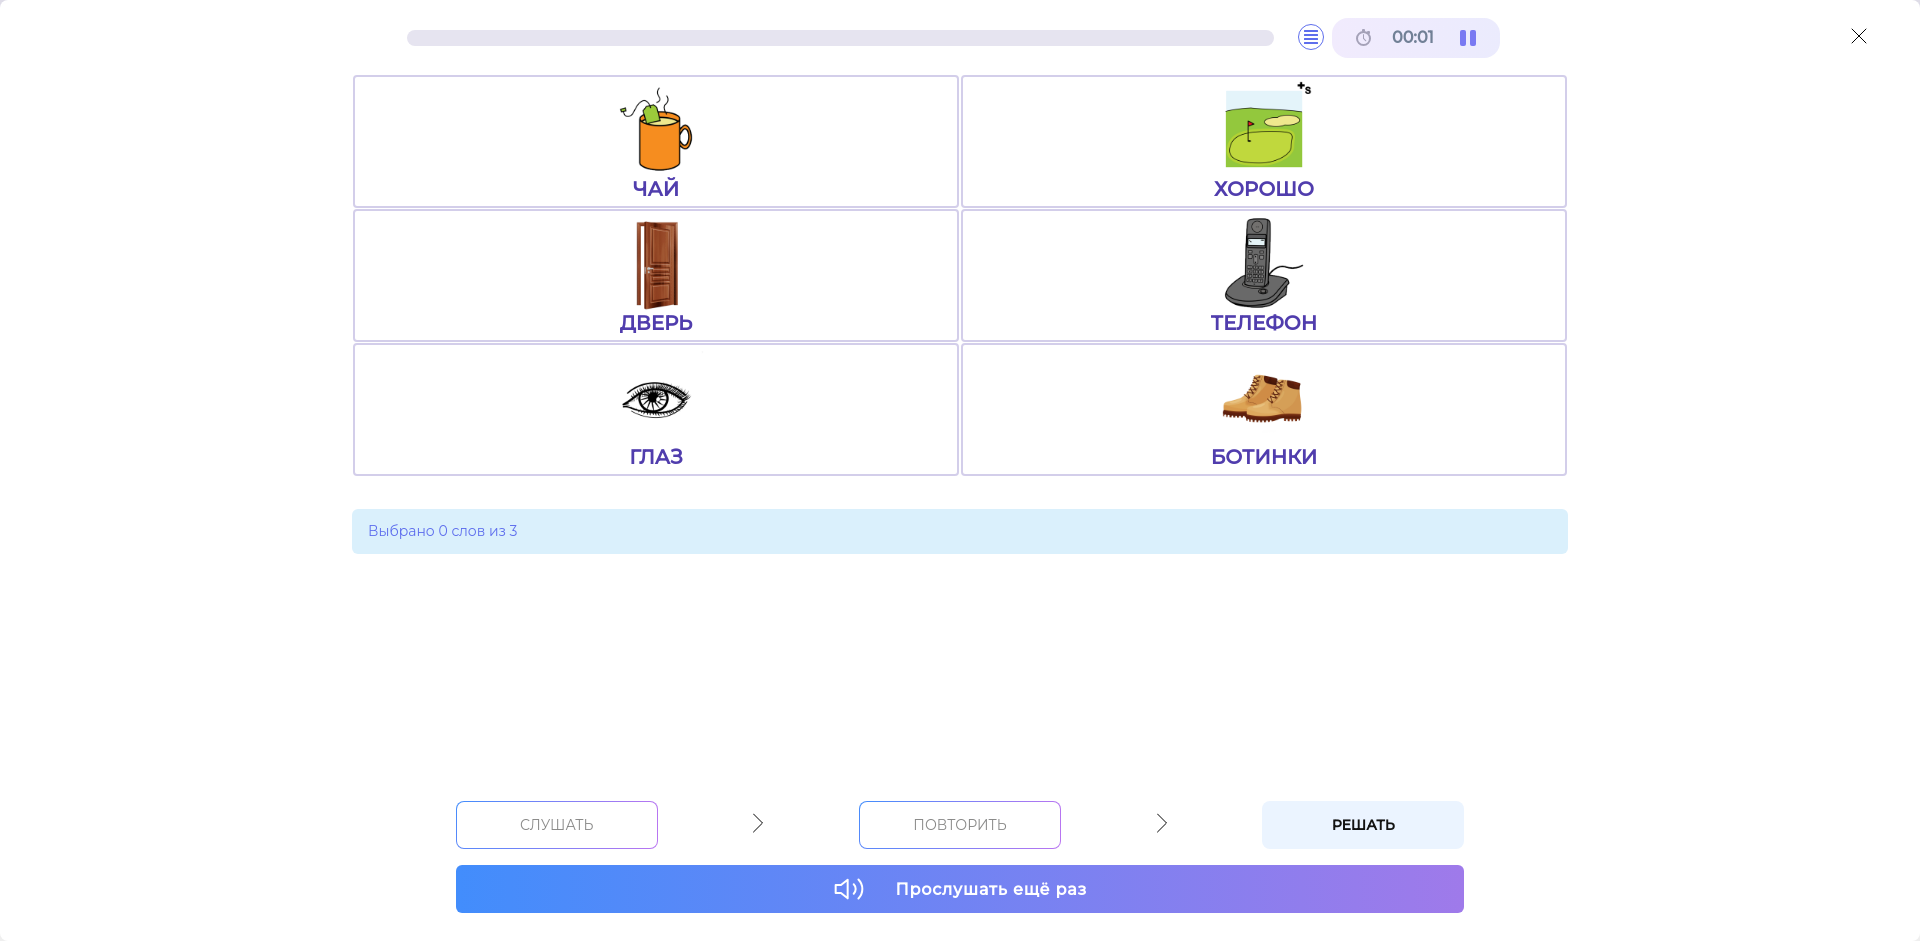 00:01
+s
ЧАЙ
ХОРОШО
ДВЕРЬ
ТЕЛЕФОН
ГЛАЗ
БОТИНКИ
Выбрано 0 слов из 3
СЛУШАТЬ
ПОВТОРИТЬ
РЕШАТЬ
Прослушать ещё раз